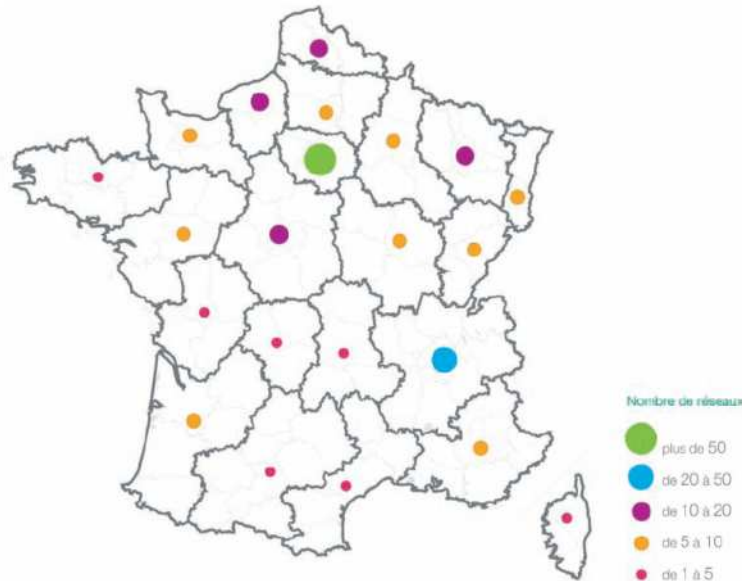 Nombre de réseaux
plus de 50
de 20 à 50
de 10 à 20
de 5 à 10
de 1 à 5